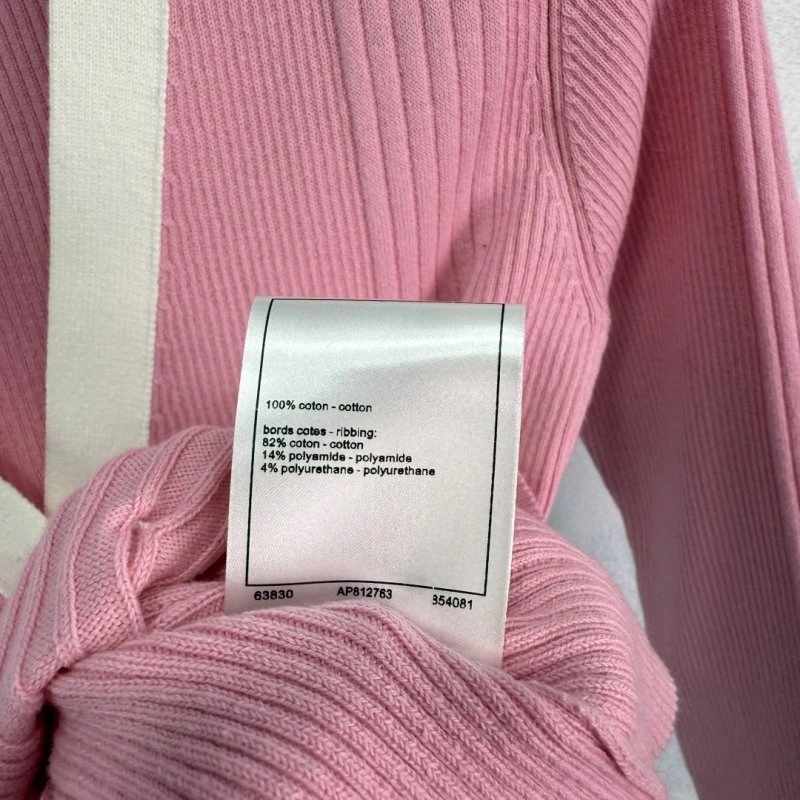 100% coton - cotton
bords cotes - ribbing:
82% coton - cotton
14% polyamide - polyamide
4% polyurethane - polyurethane
63830 AP812763 354081